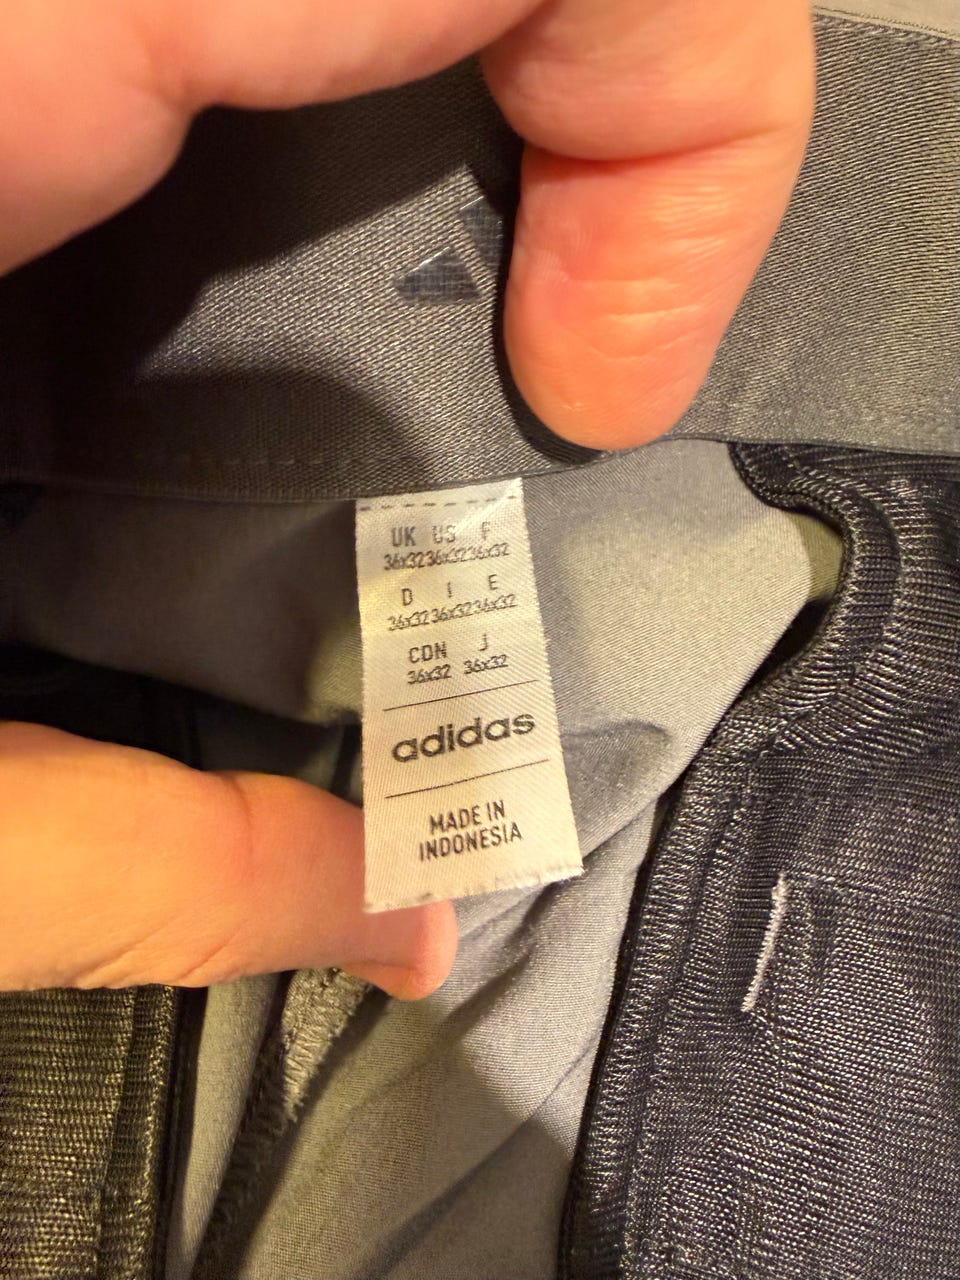 UK US F
36x32 36x32 36x32
D I E
36x32 36x32 36x32
CDN J
36x32 36x32
adidas
MADE IN
INDONESIA